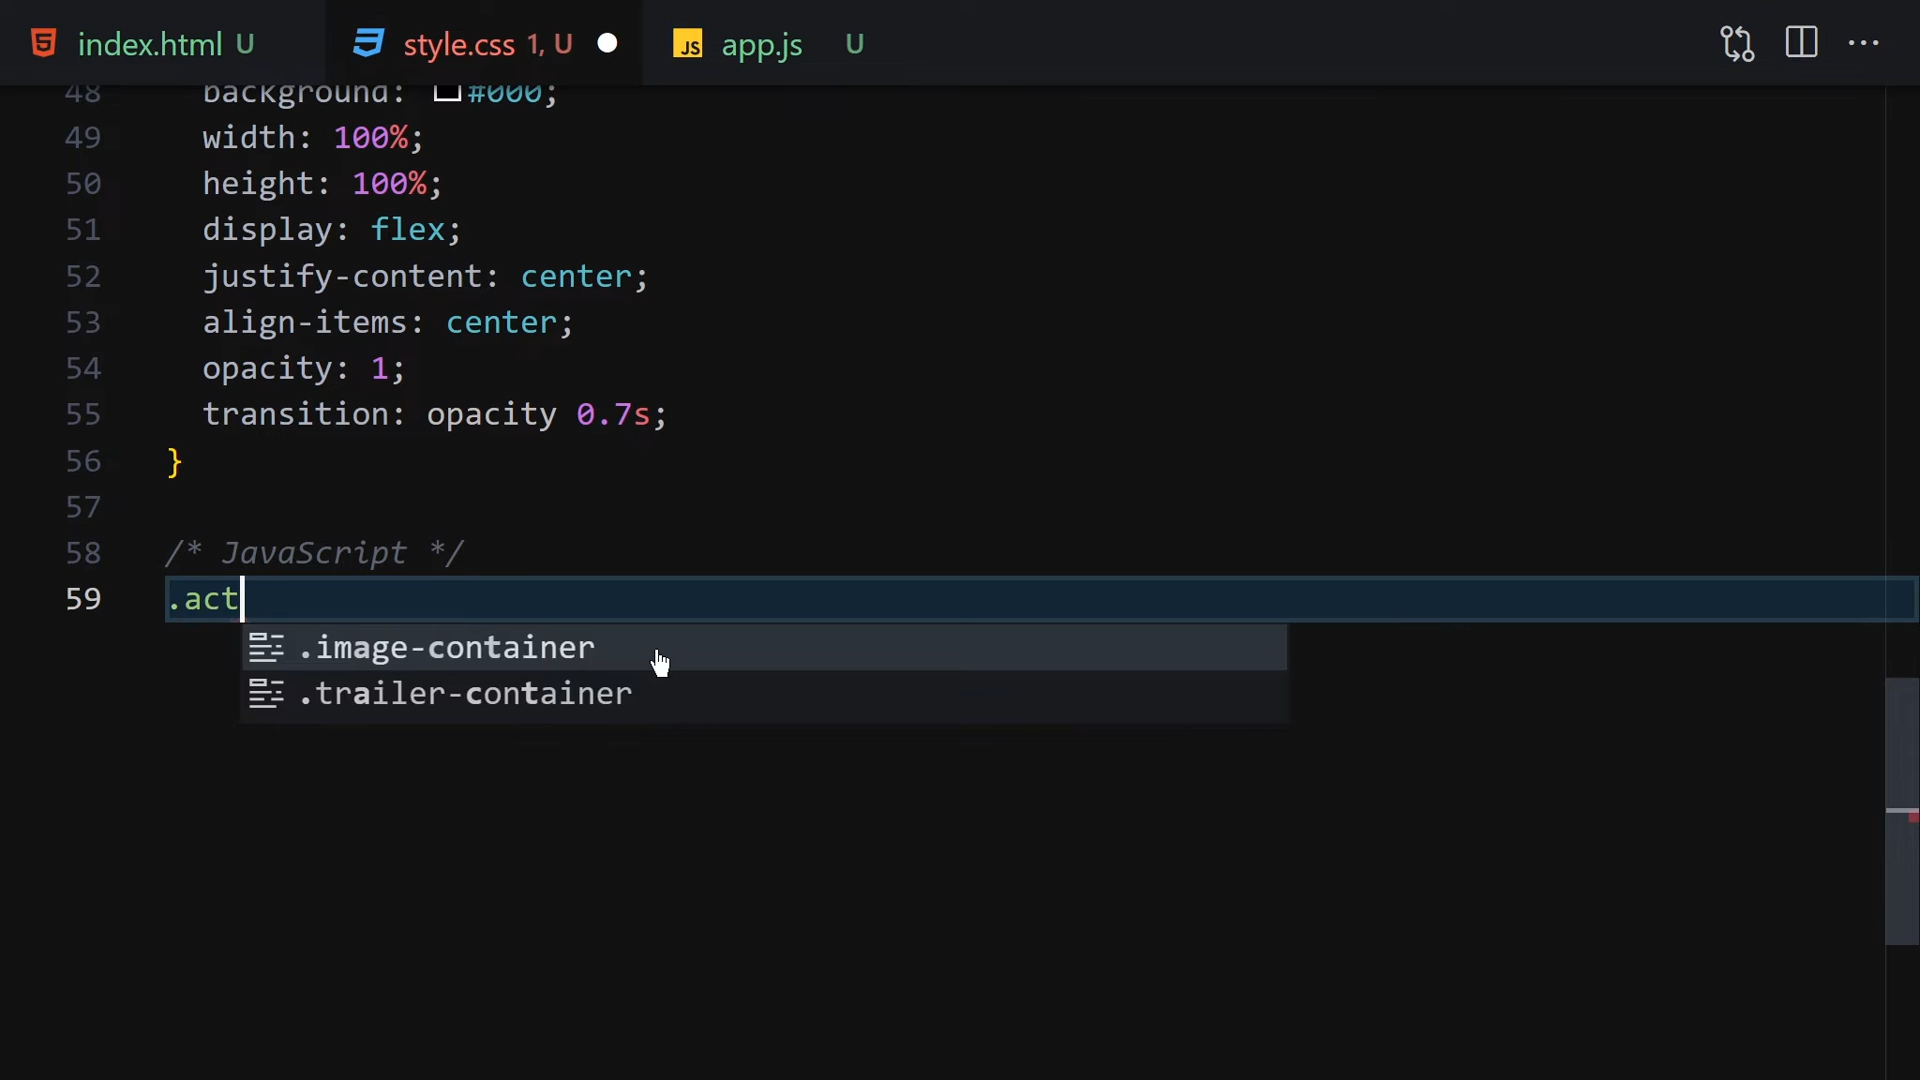 index.html U style.css 1, U JS app.js U
48 background: #000;
49 width: 100%;
50 height: 100%;
51 display: flex;
52 justify-content: center;
53 align-items: center;
54 opacity: 1;
55 transition: opacity 0.7s;
56 }
57
58 /* JavaScript */
59 .act
.image-container
.trailer-container